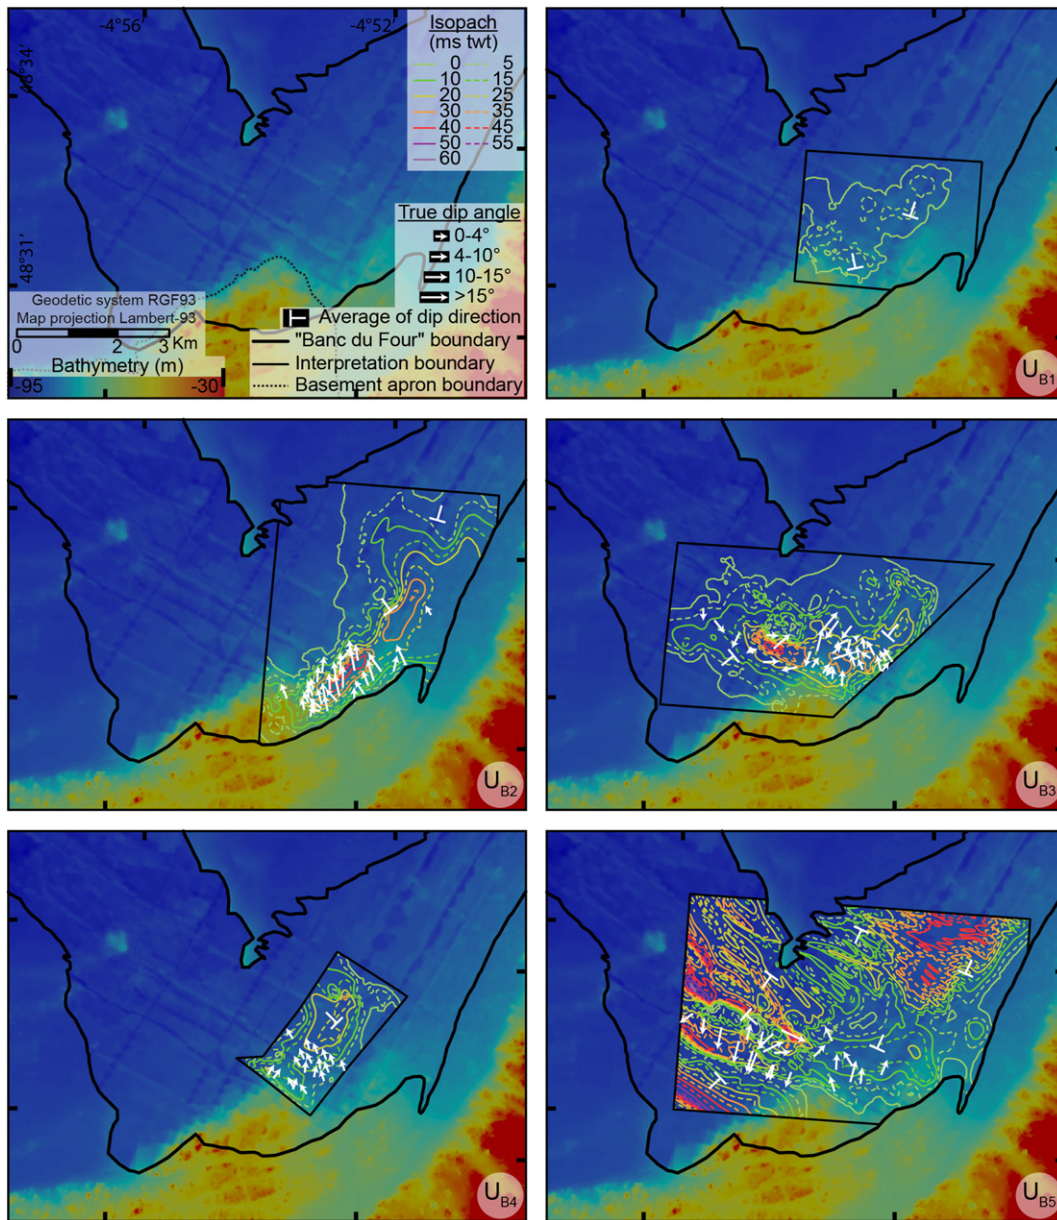 -4°56′ -4°52′
48°34′
48°31′
Isopach
(ms twt)
0 5
10 15
20 25
30 35
40 45
50 55
60
True dip angle
0-4°
4-10°
10-15°
>15°
Geodetic system RGF93
Map projection Lambert-93
0 2 3 Km
Bathymetry (m)
-95 -30
Average of dip direction
"Banc du Four" boundary
Interpretation boundary
Basement apron boundary
UB1
UB2
UB3
UB4
UB5